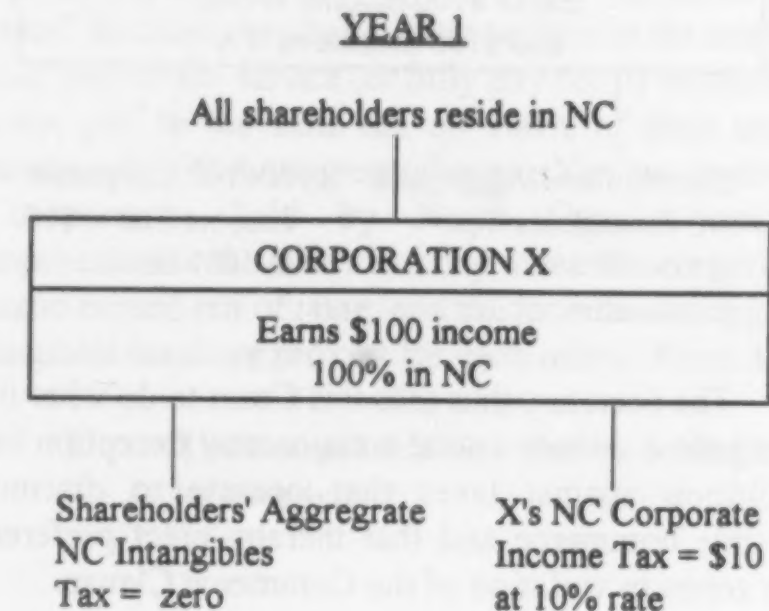 YEAR 1
All shareholders reside in NC
CORPORATION X
Earns $100 income
100% in NC
Shareholders' Aggregrate
NC Intangibles
Tax = zero
X's NC Corporate
Income Tax = $10
at 10% rate